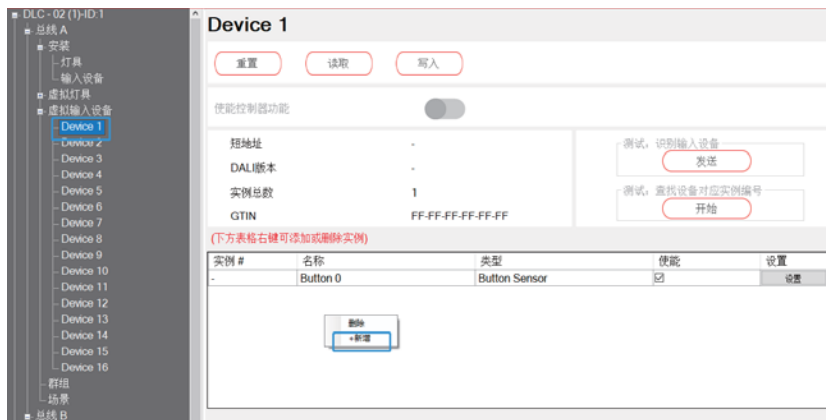 DLC - 02 (1)-ID:1
总线 A
安装
灯具
输入设备
虚拟灯具
虚拟输入设备
Device 1
Device 2
Device 3
Device 4
Device 5
Device 6
Device 7
Device 8
Device 9
Device 10
Device 11
Device 12
Device 13
Device 14
Device 15
Device 16
群组
场景
总线 B
Device 1
重置 读取 写入
使能控制器功能
短地址 -
DALI版本 -
实例总数 1
GTIN FF-FF-FF-FF-FF-FF
测试，识别输入设备
发送
测试，查找设备对应实例编号
开始
(下方表格右键可添加或删除实例)
实例 # 名称 类型 使能 设置
- Button 0 Button Sensor 设置
删除
+新增